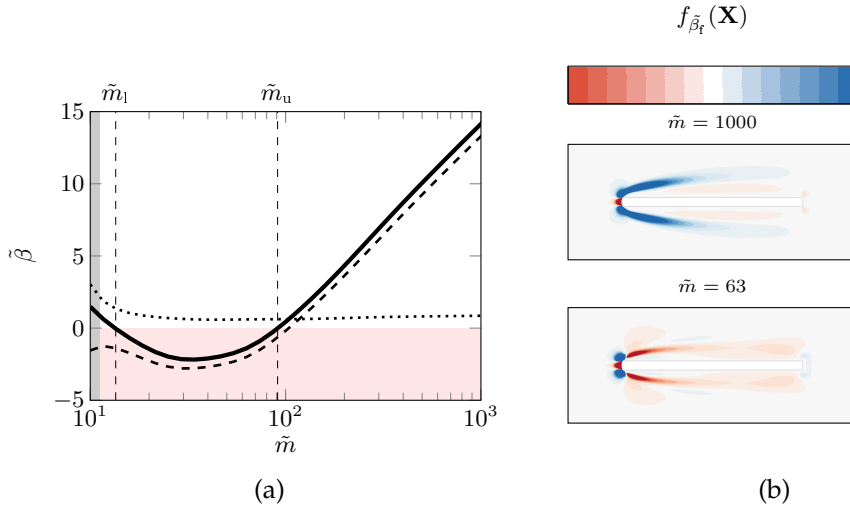 f_{β̃_f}(X)
m̃_l m̃_u
15
10
5
0
−5
β̃
10^1 10^2 10^3
m̃
(a)
m̃ = 1000
m̃ = 63
(b)